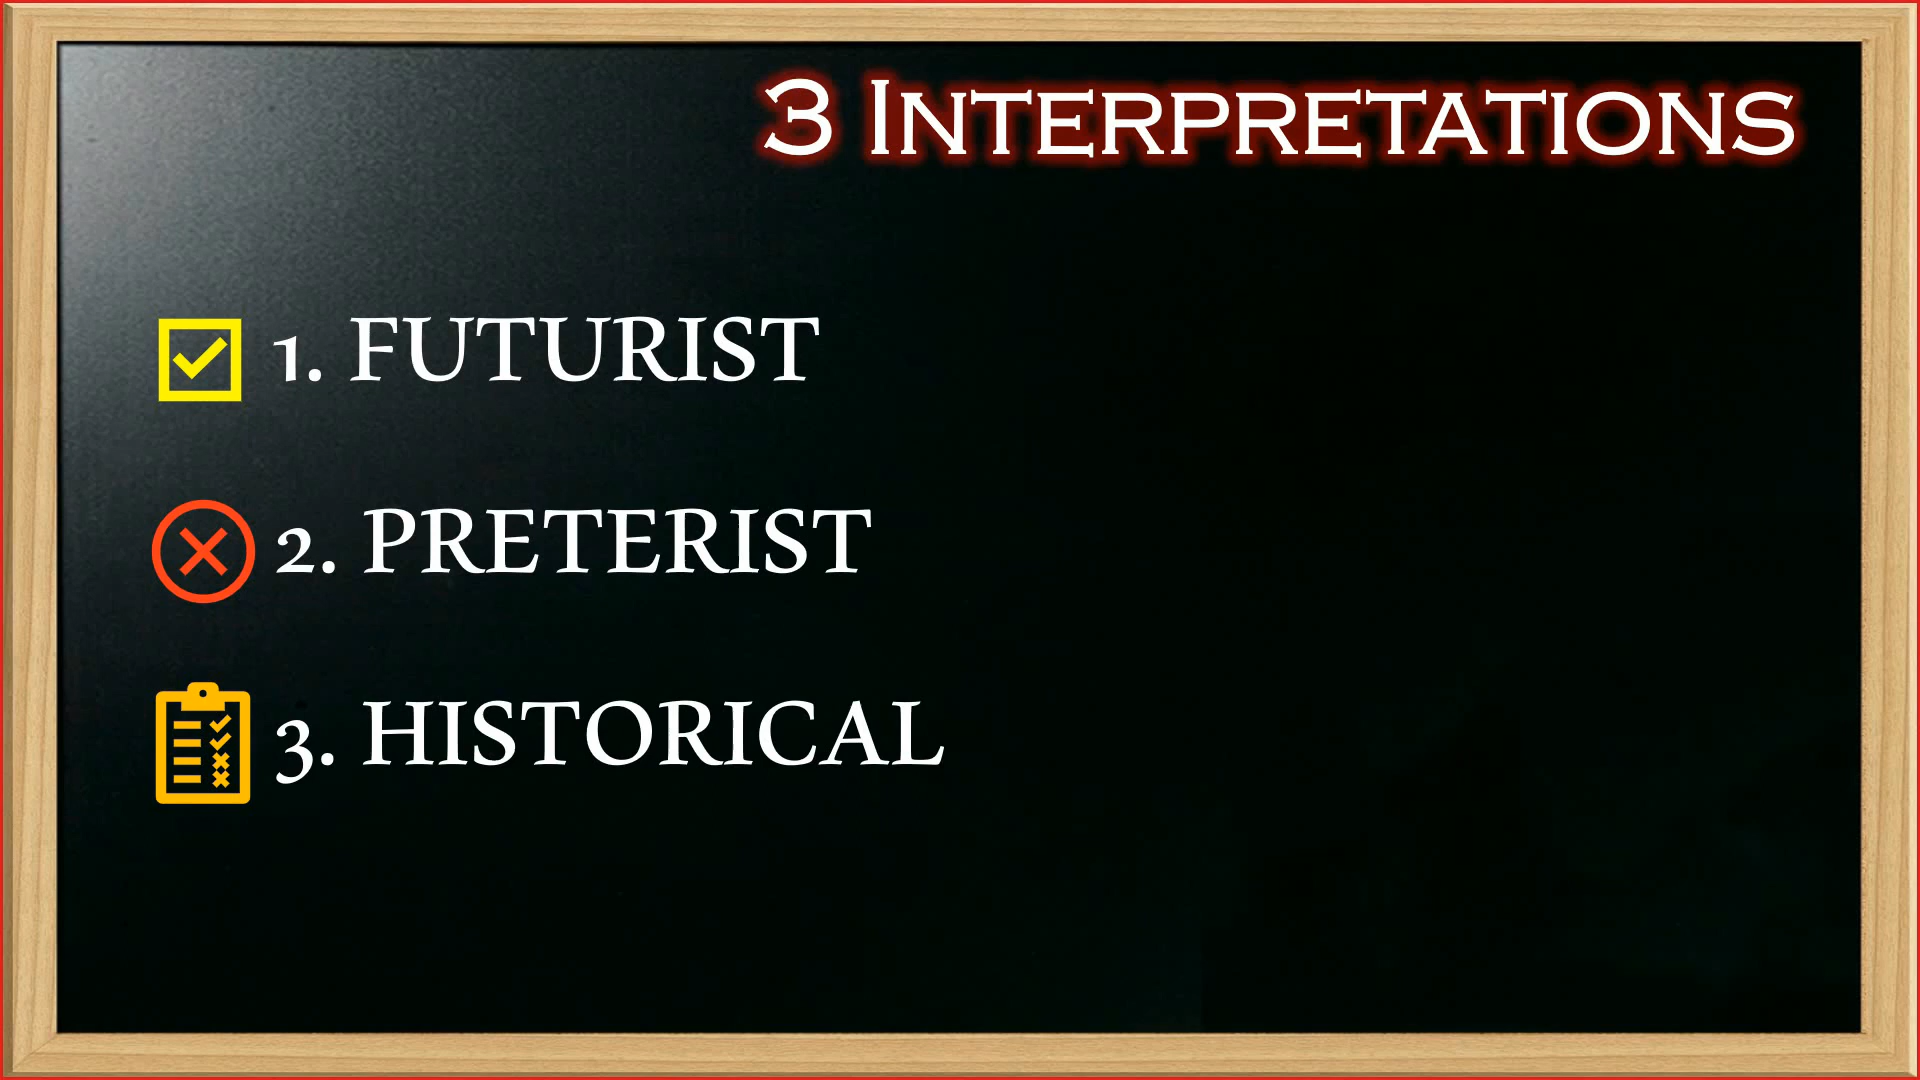 3 Interpretations
1. FUTURIST
2. PRETERIST
3. HISTORICAL